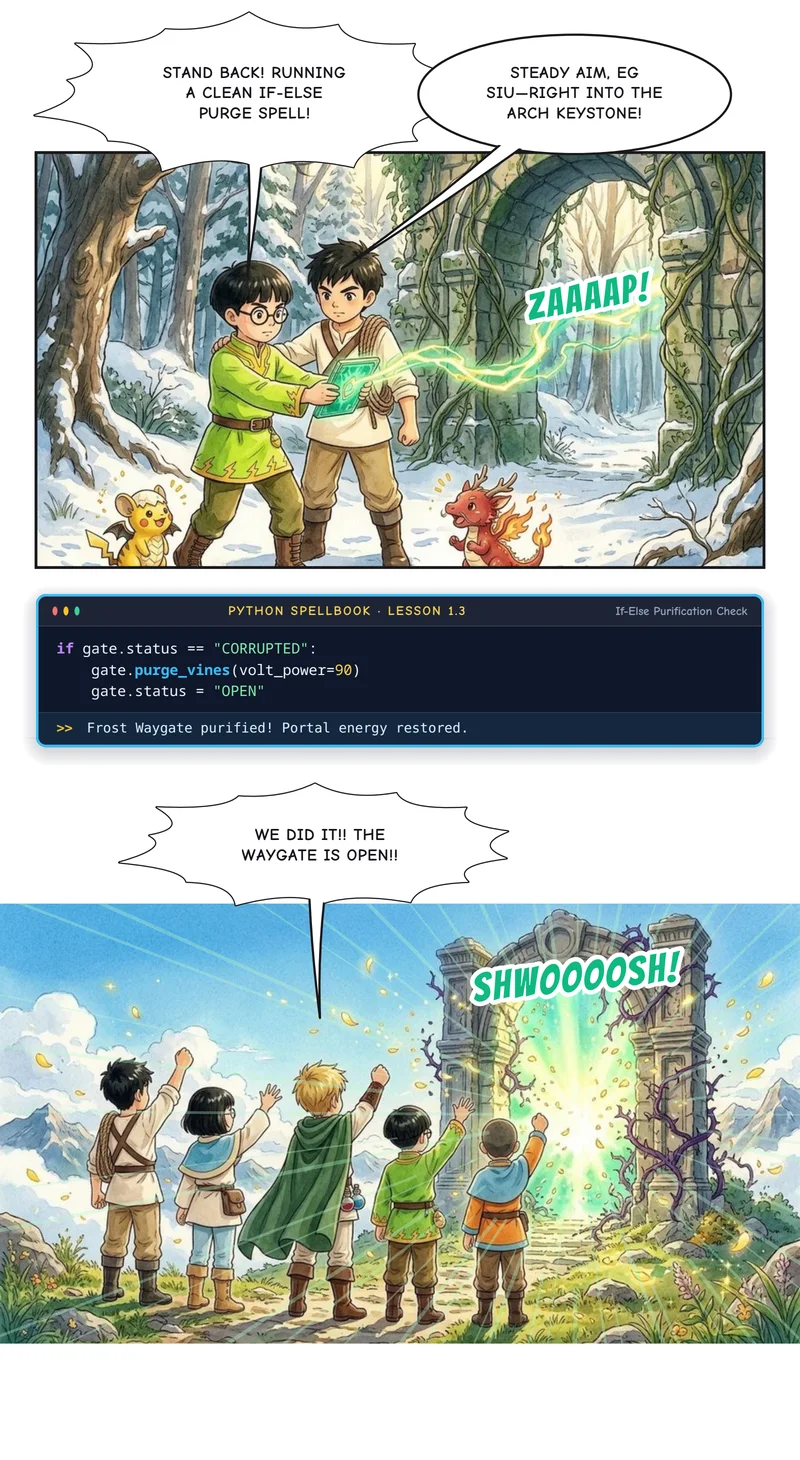 STAND BACK! RUNNING
A CLEAN IF-ELSE
PURGE SPELL!
STEADY AIM, EG
SIU—RIGHT INTO THE
ARCH KEYSTONE!
ZAAAAP!
PYTHON SPELLBOOK · LESSON 1.3
If-Else Purification Check
if gate.status == "CORRUPTED":
    gate.purge_vines(volt_power=90)
    gate.status = "OPEN"
>> Frost Waygate purified! Portal energy restored.
WE DID IT!! THE
WAYGATE IS OPEN!!
SHWOOOOSH!